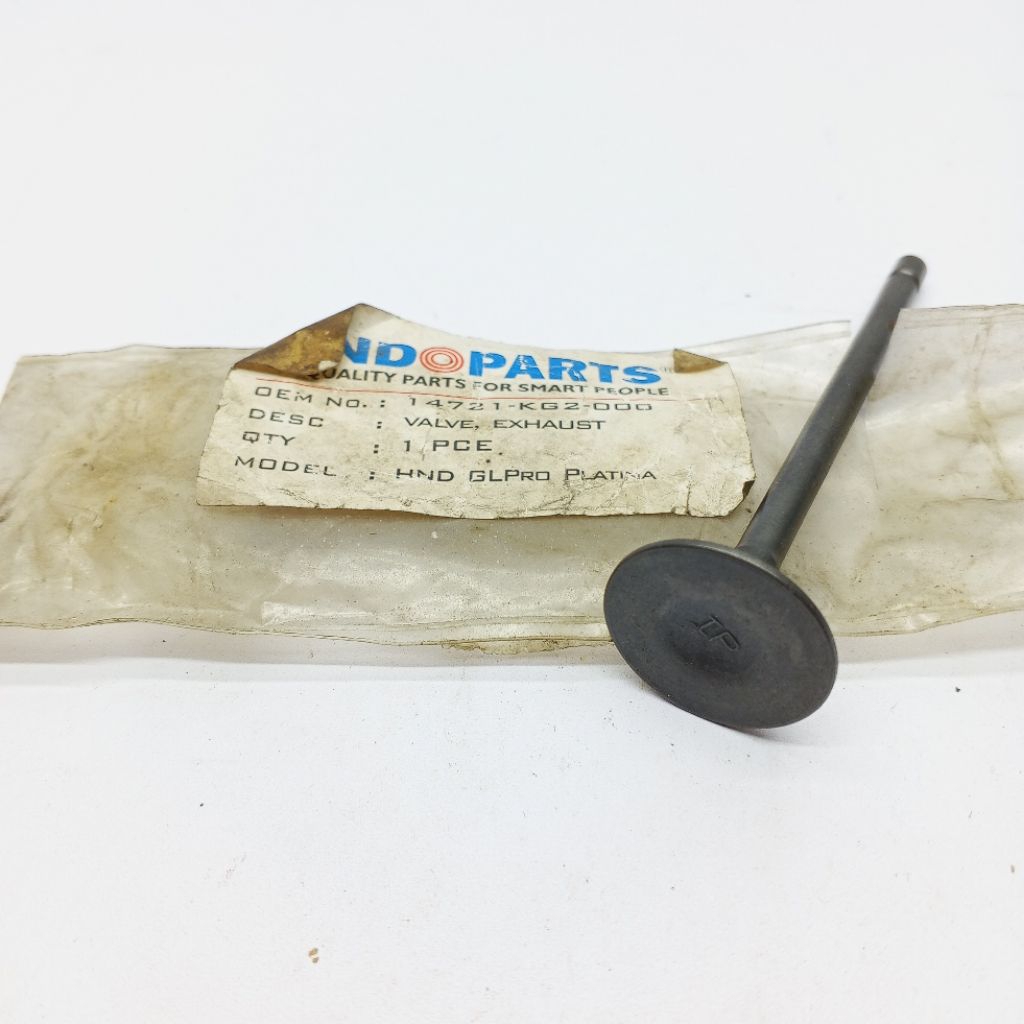 NDOPARTS
QUALITY PARTS FOR SMART PEOPLE
OEM NO. : 14721-KG2-000
DESC : VALVE, EXHAUST
QTY : 1 PCE.
MODEL : HND GLPRO PLATINA
IP